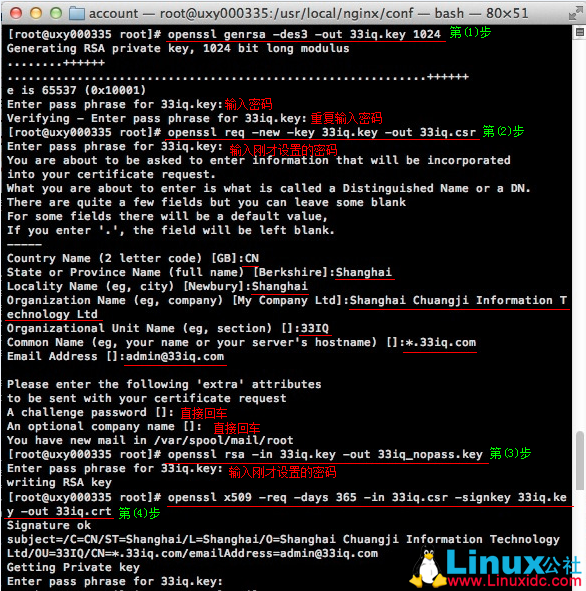 account — root@uxy000335:/usr/local/nginx/conf — bash — 80×51
[root@uxy000335 root]# openssl genrsa -des3 -out 33iq.key 1024 第(1)步
Generating RSA private key, 1024 bit long modulus
........++++++
..........................................................++++++
e is 65537 (0x10001)
Enter pass phrase for 33iq.key:输入密码
Verifying - Enter pass phrase for 33iq.key:重复输入密码
[root@uxy000335 root]# openssl req -new -key 33iq.key -out 33iq.csr 第(2)步
Enter pass phrase for 33iq.key: 输入刚才设置的密码
You are about to be asked to enter information that will be incorporated
into your certificate request.
What you are about to enter is what is called a Distinguished Name or a DN.
There are quite a few fields but you can leave some blank
For some fields there will be a default value,
If you enter '.', the field will be left blank.
-----
Country Name (2 letter code) [GB]:CN
State or Province Name (full name) [Berkshire]:Shanghai
Locality Name (eg, city) [Newbury]:Shanghai
Organization Name (eg, company) [My Company Ltd]:Shanghai Chuangji Information T
echnology Ltd
Organizational Unit Name (eg, section) []:33IQ
Common Name (eg, your name or your server's hostname) []:*.33iq.com
Email Address []:admin@33iq.com
Please enter the following 'extra' attributes
to be sent with your certificate request
A challenge password []: 直接回车
An optional company name []: 直接回车
You have new mail in /var/spool/mail/root
[root@uxy000335 root]# openssl rsa -in 33iq.key -out 33iq_nopass.key 第(3)步
Enter pass phrase for 33iq.key: 输入刚才设置的密码
writing RSA key
[root@uxy000335 root]# openssl x509 -req -days 365 -in 33iq.csr -signkey 33iq.ke
y -out 33iq.crt 第(4)步
Signature ok
subject=/C=CN/ST=Shanghai/L=Shanghai/O=Shanghai Chuangji Information Technology
Ltd/OU=33IQ/CN=*.33iq.com/emailAddress=admin@33iq.com
Getting Private key
Enter pass phrase for 33iq.key:
Linux公社
www.Linuxidc.com